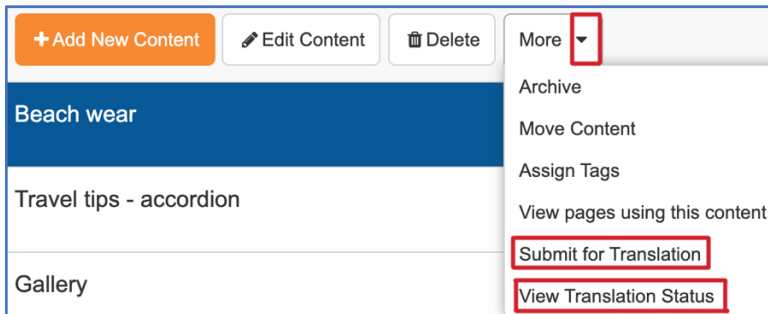 Add New Content Edit Content Delete More
Archive
Beach wear
Move Content
Assign Tags
Travel tips - accordion
View pages using this content
Submit for Translation
Gallery
View Translation Status